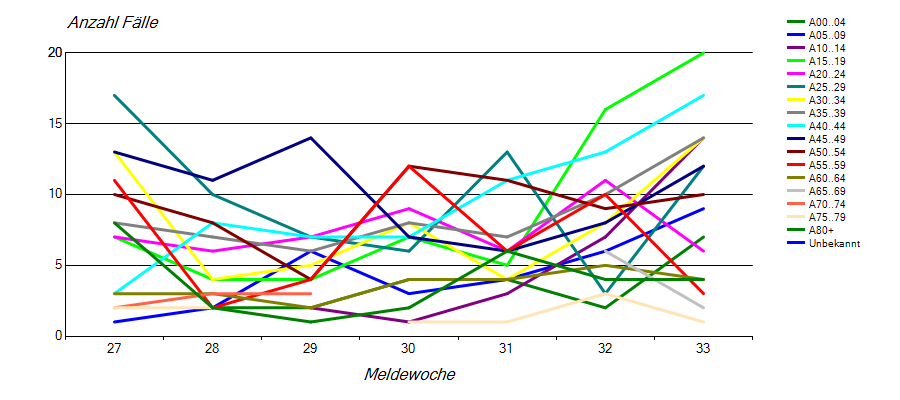 Anzahl Fälle
20
15
10
5
0
27 28 29 30 31 32 33
Meldewoche
A00..04
A05..09
A10..14
A15..19
A20..24
A25..29
A30..34
A35..39
A40..44
A45..49
A50..54
A55..59
A60..64
A65..69
A70..74
A75..79
A80+
Unbekannt